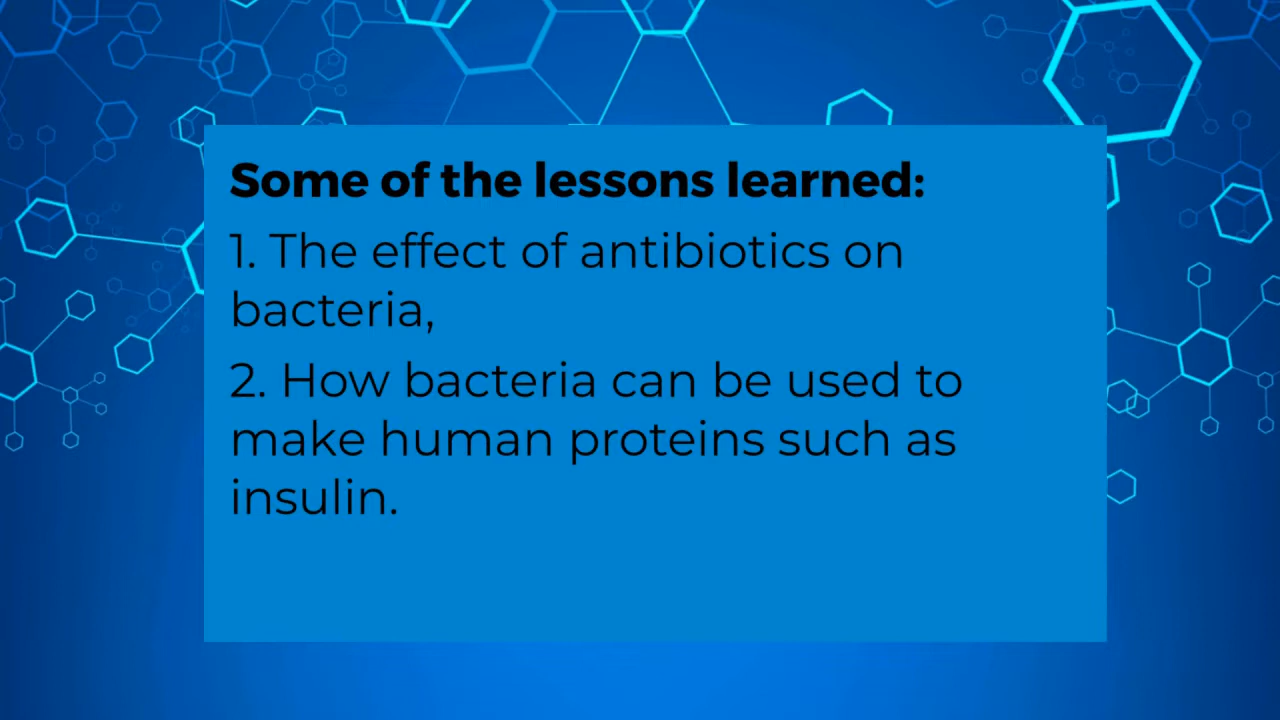 Some of the lessons learned:
1. The effect of antibiotics on
bacteria,
2. How bacteria can be used to
make human proteins such as
insulin.